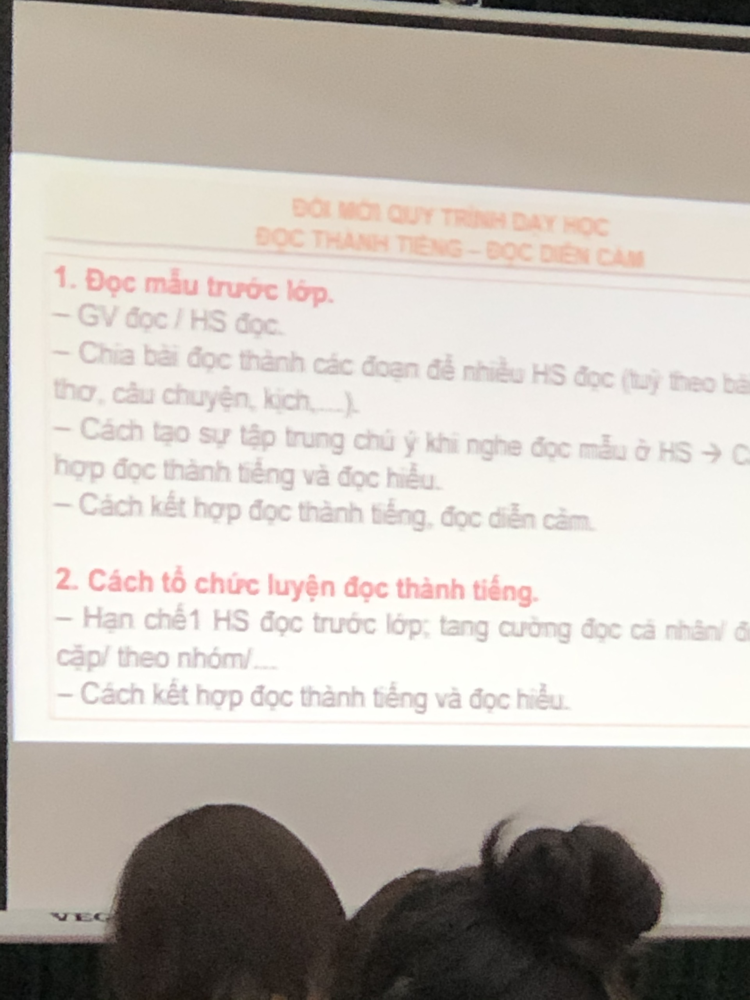 ĐỔI MỚI QUY TRÌNH DẠY HỌC
ĐỌC THÀNH TIẾNG – ĐỌC DIỄN CẢM
1. Đọc mẫu trước lớp.
– GV đọc / HS đọc.
– Chia bài đọc thành các đoạn để nhiều HS đọc (tuỳ theo
thơ, câu chuyện, kịch,....).
– Cách tạo sự tập trung chú ý khi nghe đọc mẫu ở HS →
hợp đọc thành tiếng và đọc hiểu.
– Cách kết hợp đọc thành tiếng, đọc diễn cảm.
2. Cách tổ chức luyện đọc thành tiếng.
– Hạn chế1 HS đọc trước lớp; tang cường đọc cá nhân/
cặp/ theo nhóm/....
– Cách kết hợp đọc thành tiếng và đọc hiểu.